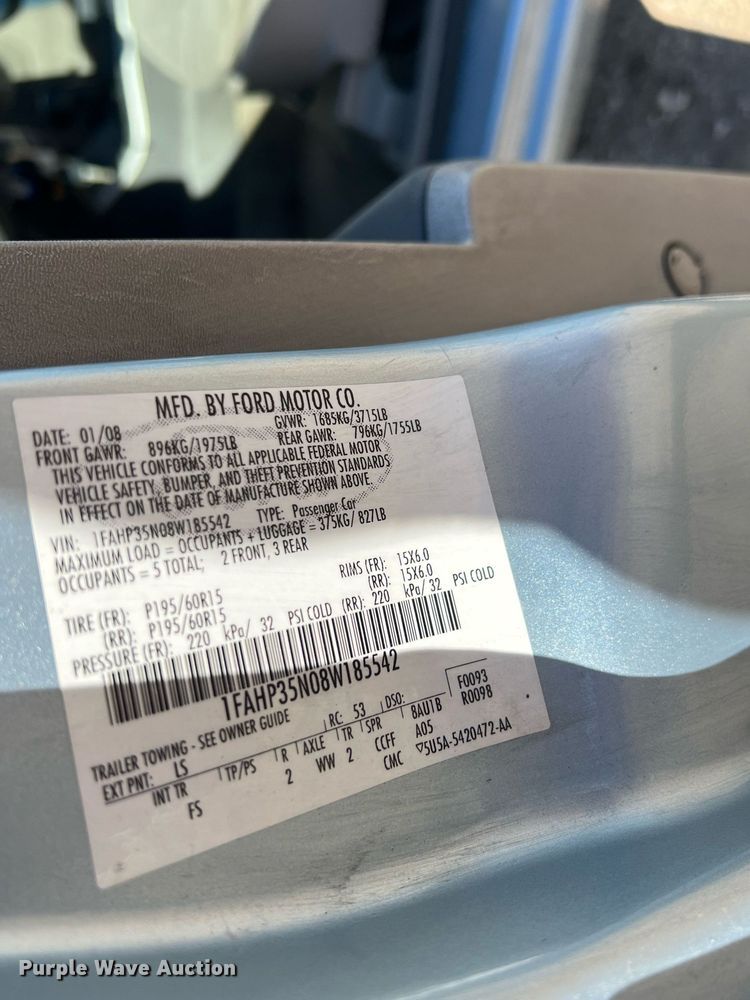 MFD. BY FORD MOTOR CO.
DATE: 01/08 GVWR: 1685KG/3715LB
FRONT GAWR: 896KG/1975LB REAR GAWR: 796KG/1755LB
THIS VEHICLE CONFORMS TO ALL APPLICABLE FEDERAL MOTOR
VEHICLE SAFETY, BUMPER, AND THEFT PREVENTION STANDARDS
IN EFFECT ON THE DATE OF MANUFACTURE SHOWN ABOVE.
VIN: 1FAHP35N08W185542 TYPE: Passenger Car
MAXIMUM LOAD = OCCUPANTS + LUGGAGE = 375KG/ 827LB
OCCUPANTS = 5 TOTAL; 2 FRONT, 3 REAR
TIRE (FR): P195/60R15 RIMS (FR): 15X6.0
(RR): P195/60R15 (RR): 15X6.0
PRESSURE (FR): 220 kPa/ 32 PSI COLD (RR): 220 kPa/ 32 PSI COLD
1FAHP35N08W185542
TRAILER TOWING - SEE OWNER GUIDE F0093
EXT PNT: LS RC: 53 DSO: R0098
INT TR TP/PS R AXLE TR SPR 8AU1B
FS 2 WW 2 CCFF A05
CMC ▽5U5A-5420472-AA
Purple Wave Auction